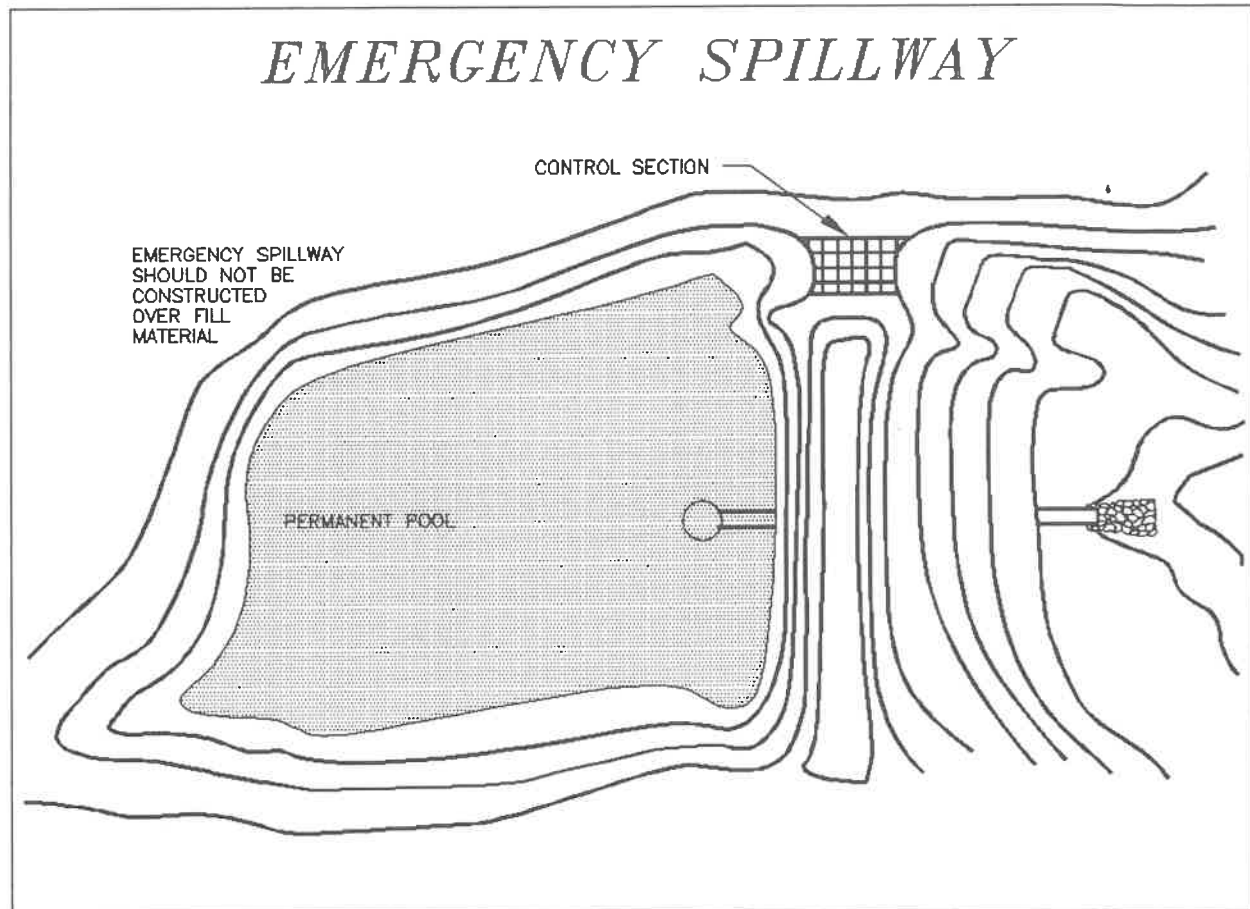 EMERGENCY SPILLWAY
CONTROL SECTION
EMERGENCY SPILLWAY
SHOULD NOT BE
CONSTRUCTED
OVER FILL
MATERIAL
PERMANENT POOL